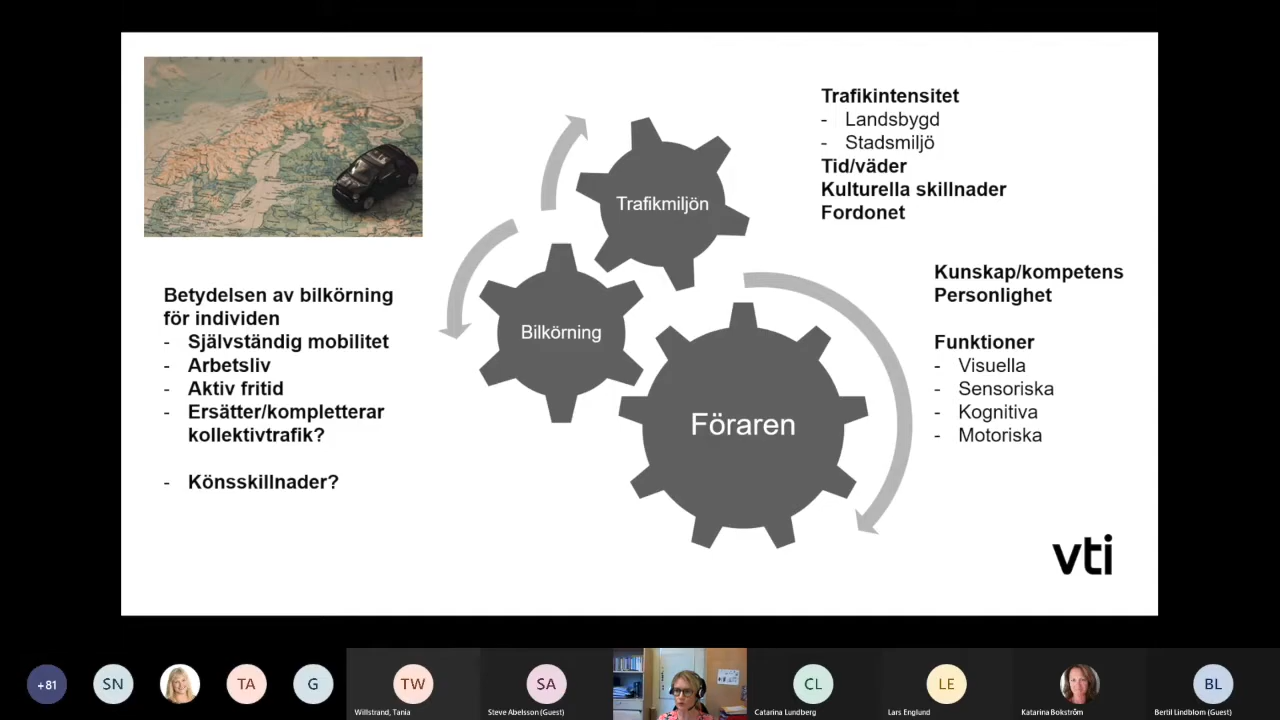 Trafikintensitet
- Landsbygd
- Stadsmiljö
Tid/väder
Kulturella skillnader
Fordonet
Trafikmiljön
Bilkörning
Föraren
Kunskap/kompetens
Personlighet
Funktioner
- Visuella
- Sensoriska
- Kognitiva
- Motoriska
Betydelsen av bilkörning
för individen
- Självständig mobilitet
- Arbetsliv
- Aktiv fritid
- Ersätter/kompletterar
kollektivtrafik?
- Könsskillnader?
vti
+81
SN
TA
G
TW
Willstrand, Tania
SA
Steve Abelsson (Guest)
CL
Catarina Lundberg
LE
Lars Englund
Katarina Bokström
BL
Bertil Lindblom (Guest)